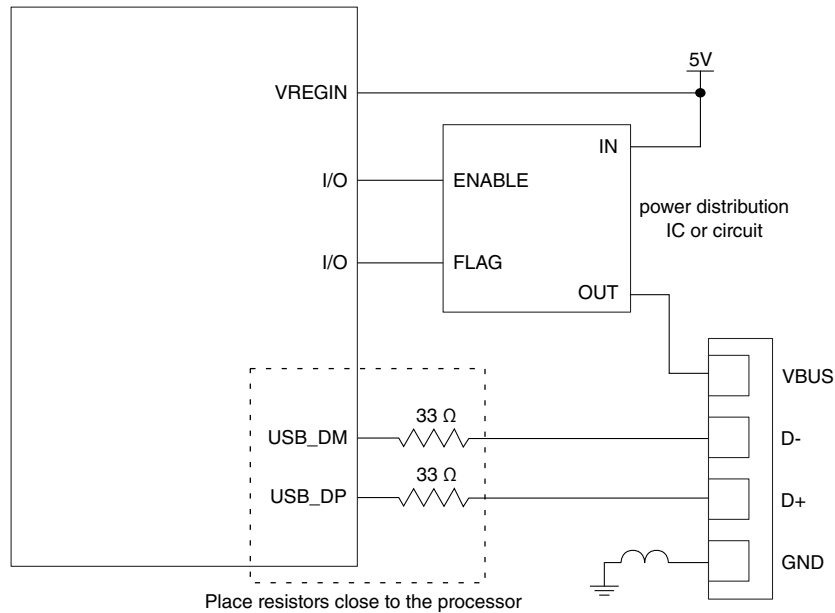 5V
VREGIN
IN
I/O
ENABLE
power distribution
IC or circuit
I/O
FLAG
OUT
VBUS
33 Ω
USB_DM
D-
33 Ω
USB_DP
D+
GND
Place resistors close to the processor